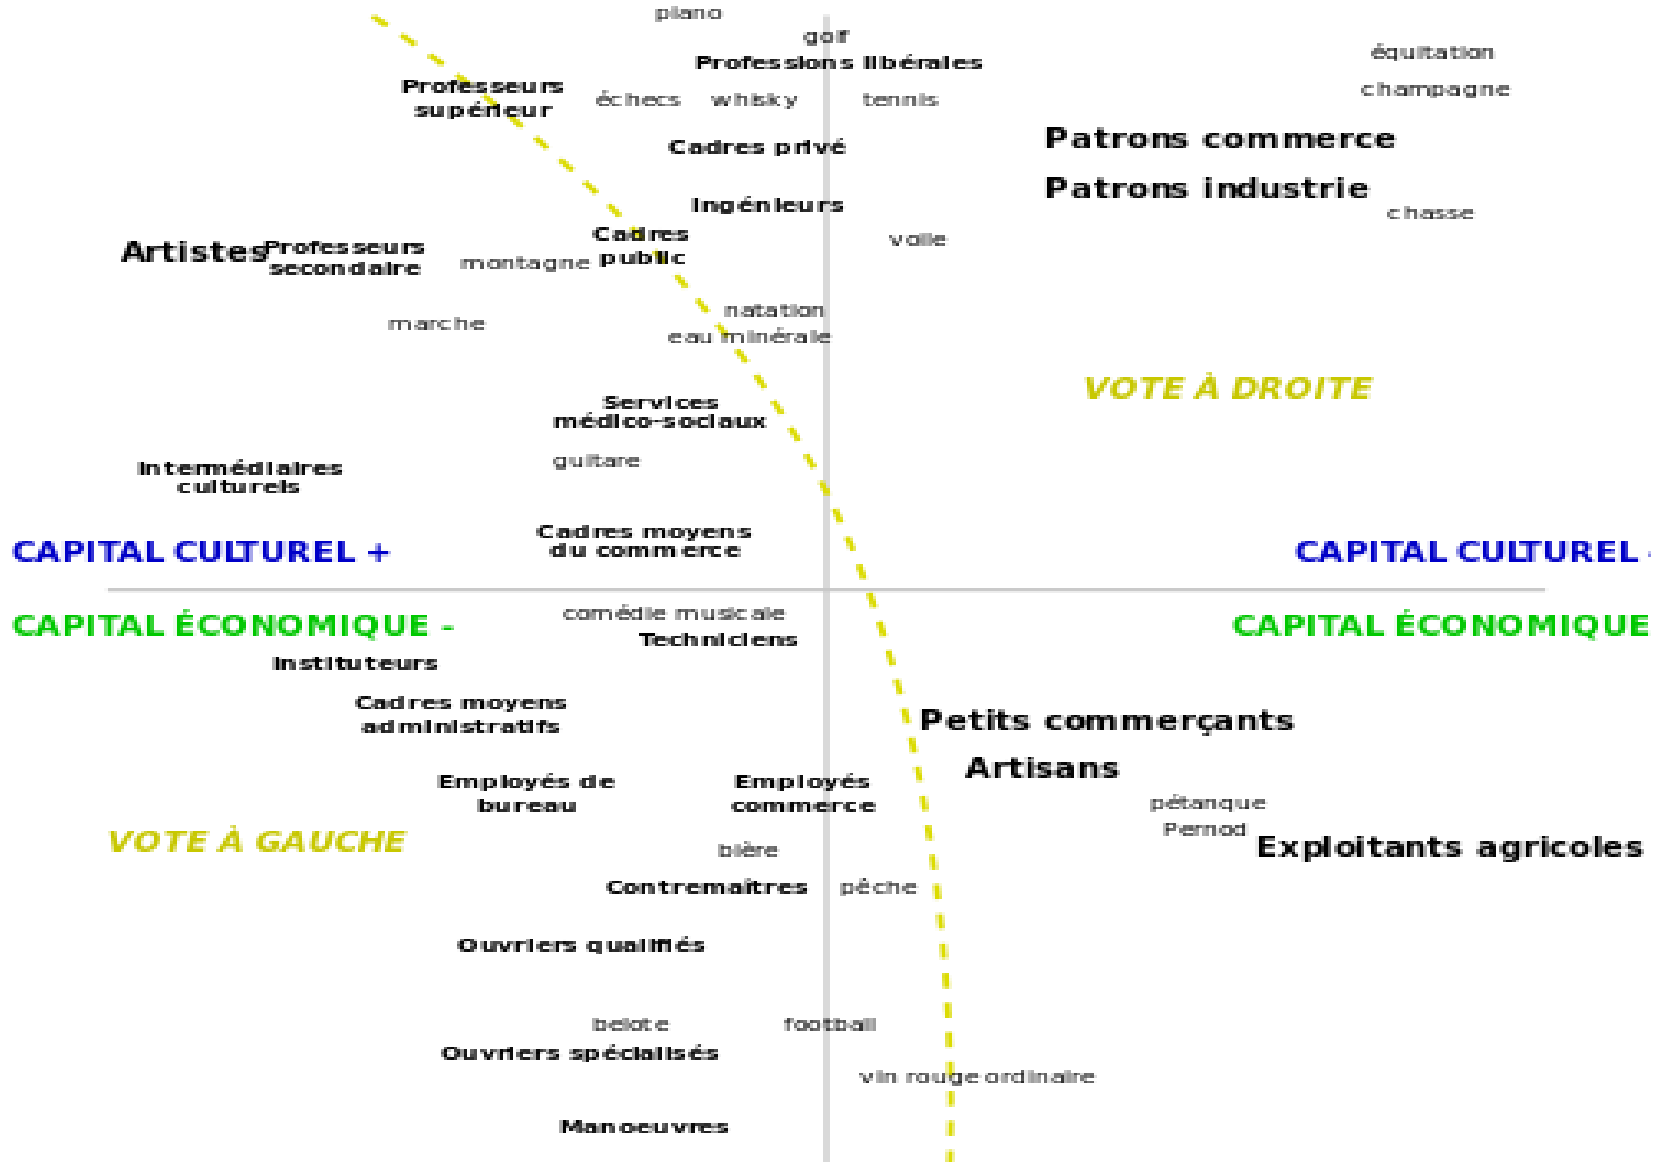 piano
golf
Professions libérales
équitation
Professeurs
supérieur
échecs whisky tennis
champagne
Cadres privé
Patrons commerce
Patrons industrie
Ingénieurs
chasse
Cadres
public
voile
Artistes
Professeurs
secondaire
montagne
natation
marche
eau minérale
VOTE À DROITE
Services
médico-sociaux
guitare
Intermédiaires
culturels
Cadres moyens
du commerce
CAPITAL CULTUREL +
CAPITAL CULTUREL -
CAPITAL ÉCONOMIQUE -
CAPITAL ÉCONOMIQUE
comédie musicale
Techniciens
Instituteurs
Cadres moyens
administratifs
Petits commerçants
Artisans
Employés de
bureau
Employés
commerce
pétanque
Pernod
Exploitants agricoles
VOTE À GAUCHE
bière
Contremaîtres
pêche
Ouvriers qualifiés
belote
football
Ouvriers spécialisés
vin rouge ordinaire
Manoeuvres